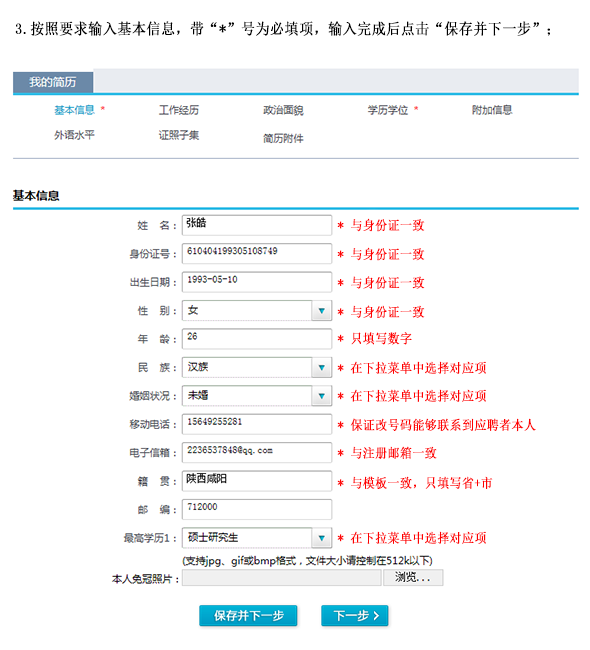 3.按照要求输入基本信息，带“*”号为必填项，输入完成后点击“保存并下一步”；
我的简历
基本信息 * 工作经历 政治面貌 学历学位 * 附加信息
外语水平 证照子集 简历附件
基本信息
姓 名： 张皓 * 与身份证一致
身份证号： 610404199305108749 * 与身份证一致
出生日期： 1993-05-10 * 与身份证一致
性 别： 女 * 与身份证一致
年 龄： 26 * 只填写数字
民 族： 汉族 * 在下拉菜单中选择对应项
婚姻状况： 未婚 * 在下拉菜单中选择对应项
移动电话： 15649255281 * 保证改号码能够联系到应聘者本人
电子信箱： 2236537848@qq.com * 与注册邮箱一致
籍 贯： 陕西咸阳 * 与模板一致，只填写省+市
邮 编： 712000
最高学历1： 硕士研究生 * 在下拉菜单中选择对应项
(支持jpg、gif或bmp格式，文件大小请控制在512k以下)
本人免冠照片： 浏览...
保存并下一步 下一步 >